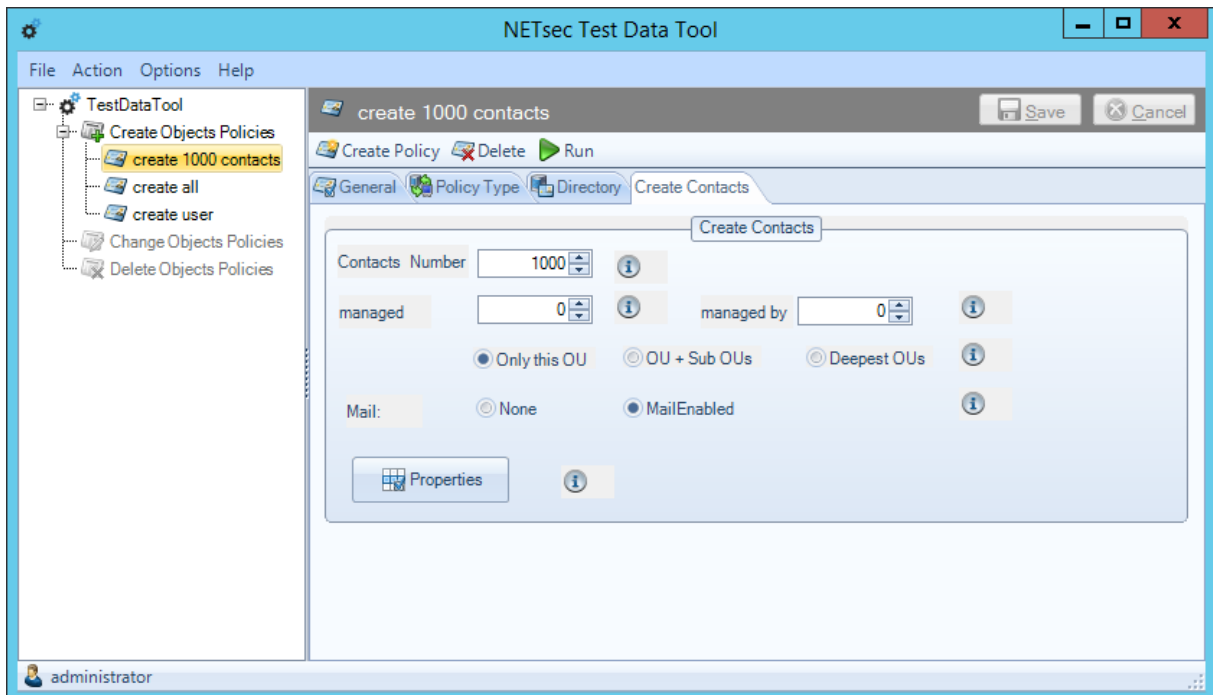 NETsec Test Data Tool
File Action Options Help
TestDataTool
Create Objects Policies
create 1000 contacts
create all
create user
Change Objects Policies
Delete Objects Policies
create 1000 contacts
Save Cancel
Create Policy Delete Run
General Policy Type Directory Create Contacts
Create Contacts
Contacts Number 1000
managed 0 managed by 0
Only this OU OU + Sub OUs Deepest OUs
Mail: None MailEnabled
Properties
administrator